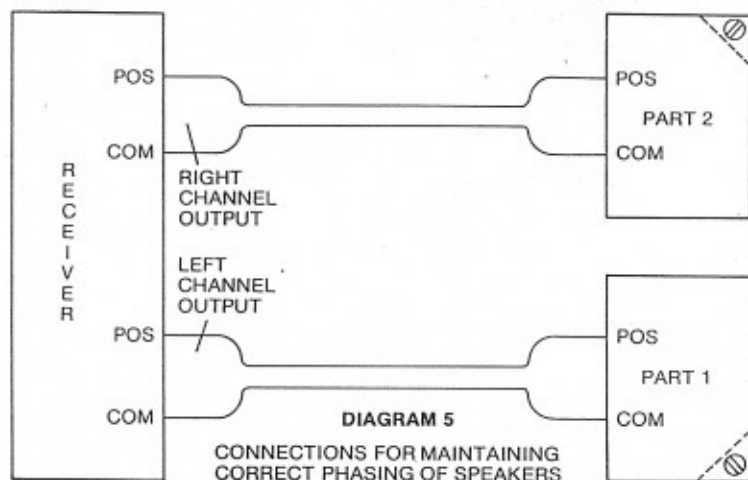 POS
POS
PART 2
COM
COM
RIGHT
CHANNEL
OUTPUT
RECEIVER
LEFT
CHANNEL
OUTPUT
POS
POS
PART 1
COM
COM
DIAGRAM 5
CONNECTIONS FOR MAINTAINING
CORRECT PHASING OF SPEAKERS